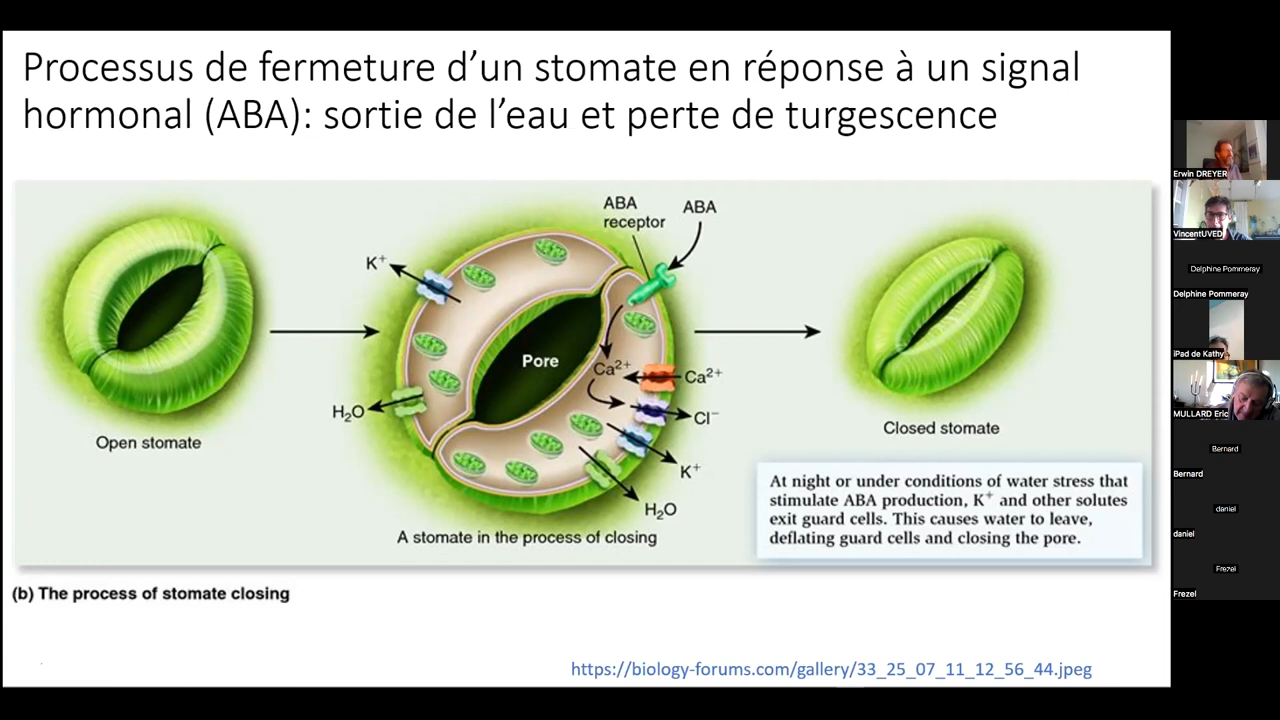 Processus de fermeture d'un stomate en réponse à un signal
hormonal (ABA): sortie de l'eau et perte de turgescence
ABA
receptor
ABA
K⁺
Pore
Ca²⁺
Ca²⁺
Cl⁻
H₂O
K⁺
H₂O
Open stomate
A stomate in the process of closing
Closed stomate
At night or under conditions of water stress that
stimulate ABA production, K⁺ and other solutes
exit guard cells. This causes water to leave,
deflating guard cells and closing the pore.
(b) The process of stomate closing
https://biology-forums.com/gallery/33_25_07_11_12_56_44.jpeg
Erwin DREYER
VincentUVED
Delphine Pommeray
Delphine Pommeray
iPad de Kathy
MULLARD Eric
Bernard
Bernard
daniel
daniel
Frezel
Frezel